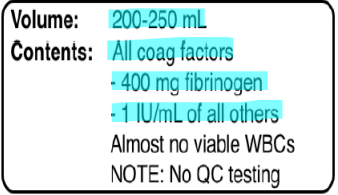 Volume: 200-250 mL
Contents: All coag factors
- 400 mg fibrinogen
- 1 IU/mL of all others
Almost no viable WBCs
NOTE: No QC testing